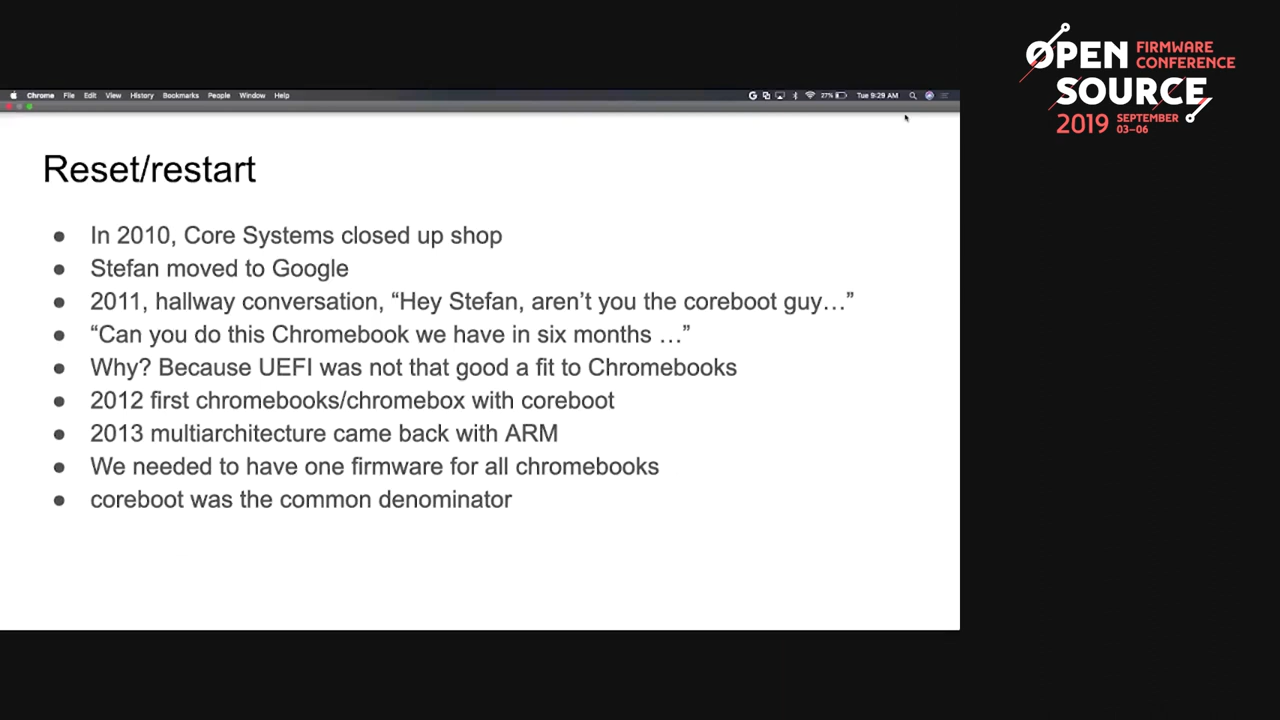 OPEN FIRMWARE CONFERENCE
SOURCE
2019 SEPTEMBER 03–06
Chrome File Edit View History Bookmarks People Window Help
27% Tue 9:29 AM
Reset/restart
● In 2010, Core Systems closed up shop
● Stefan moved to Google
● 2011, hallway conversation, “Hey Stefan, aren’t you the coreboot guy…”
● “Can you do this Chromebook we have in six months …”
● Why? Because UEFI was not that good a fit to Chromebooks
● 2012 first chromebooks/chromebox with coreboot
● 2013 multiarchitecture came back with ARM
● We needed to have one firmware for all chromebooks
● coreboot was the common denominator